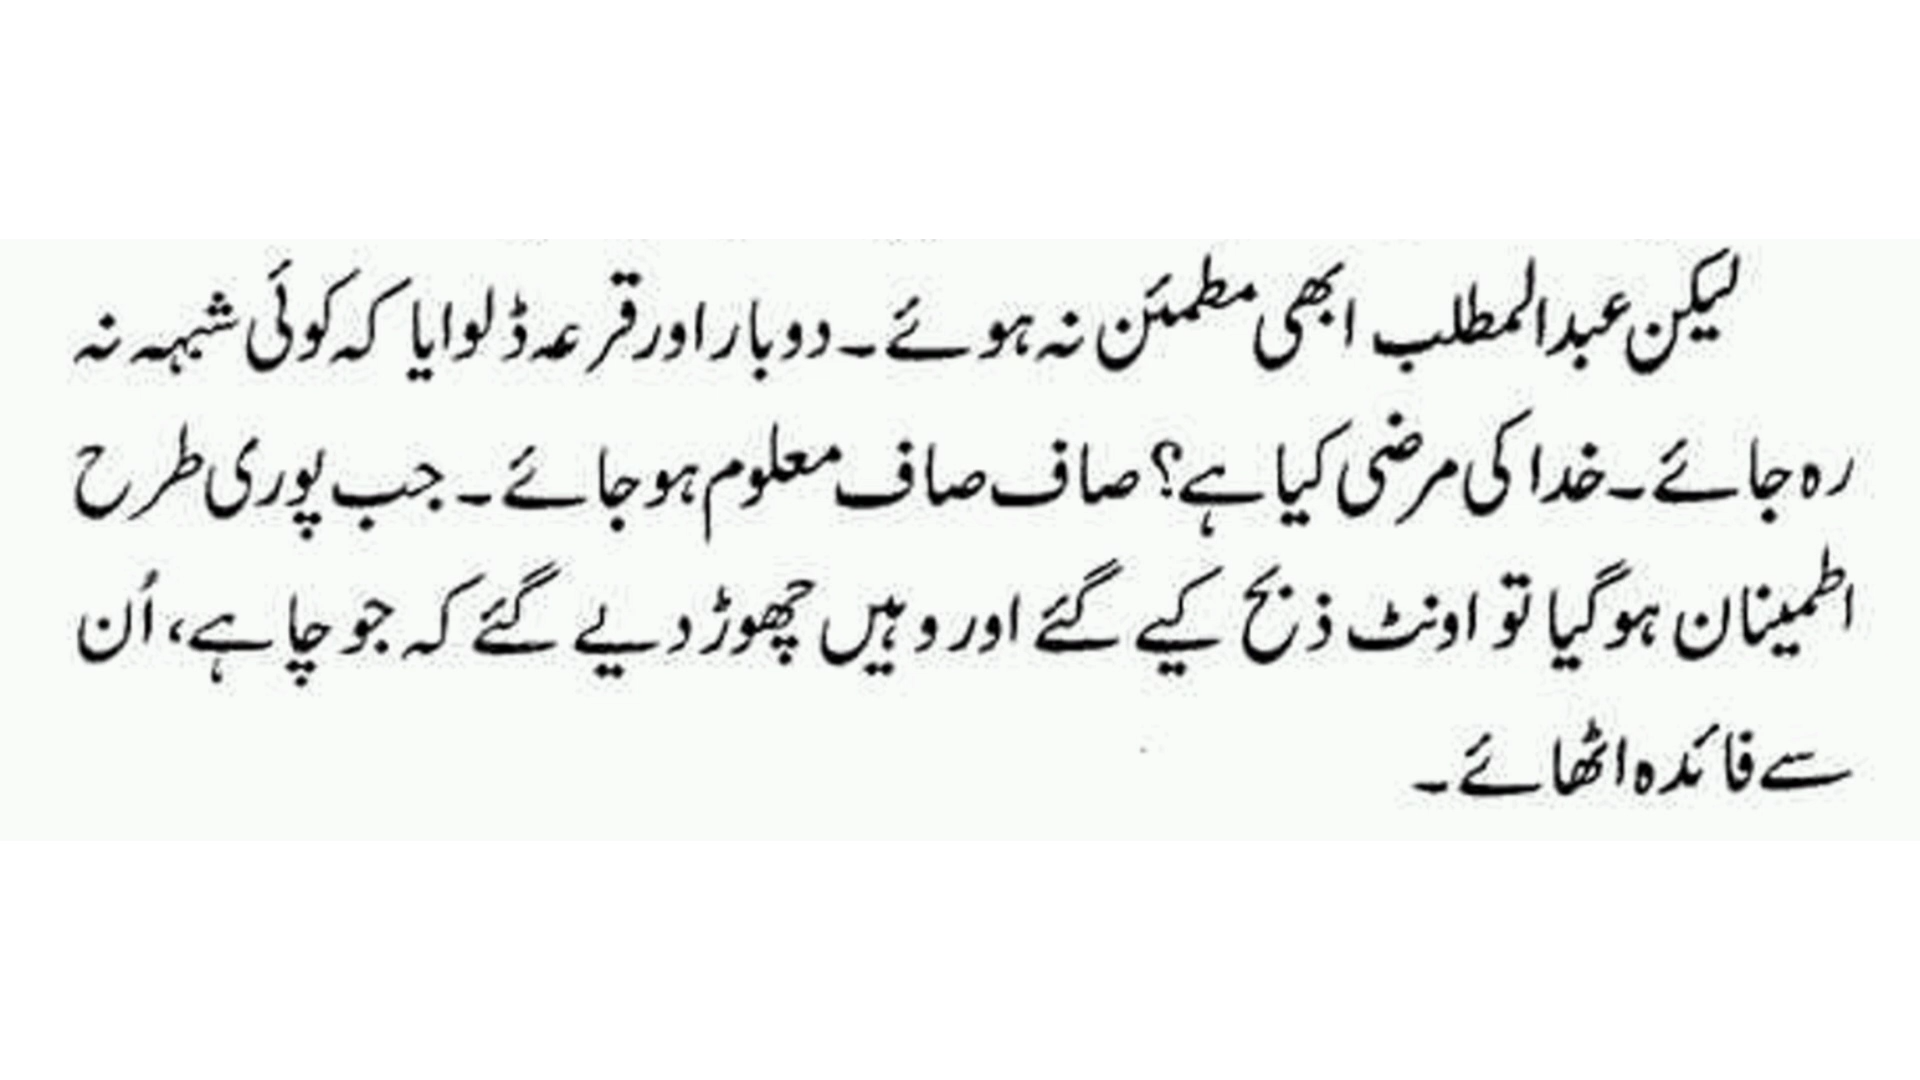 لیکن عبدالمطلب ابھی مطمئن نہ ہوئے۔ دوبار اور قرعہ ڈلوایا کہ کوئی شبہہ نہ
رہ جائے۔ خدا کی مرضی کیا ہے؟ صاف صاف معلوم ہو جائے۔ جب پوری طرح
اطمینان ہو گیا تو اونٹ ذبح کیے گئے اور وہیں چھوڑ دیے گئے کہ جو چاہے، اُن
سے فائدہ اٹھائے۔